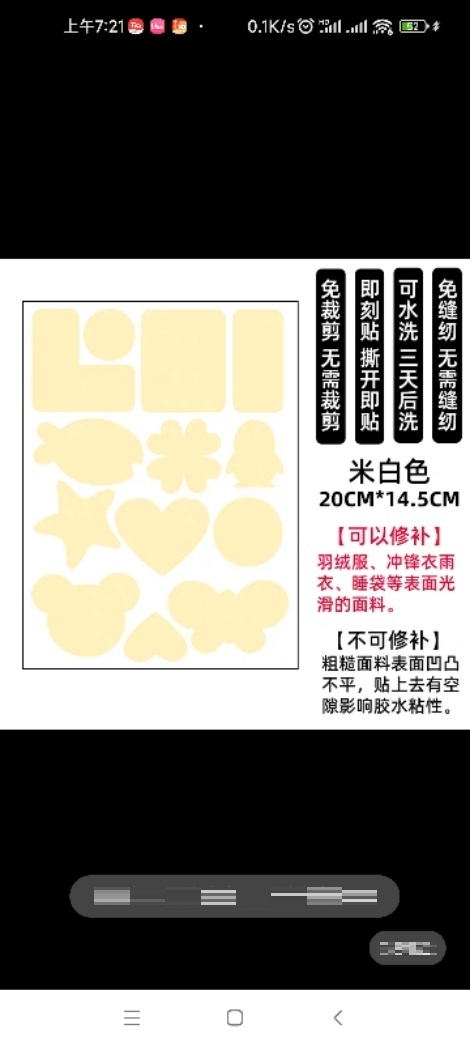 上午7:21
0.1K/s
52
免裁剪 无需裁剪
即刻贴 撕开即贴
可水洗 三天后洗
免缝纫 无需缝纫
米白色
20CM*14.5CM
【可以修补】
羽绒服、冲锋衣雨
衣、睡袋等表面光
滑的面料。
【不可修补】
粗糙面料表面凹凸
不平，贴上去有空
隙影响胶水粘性。